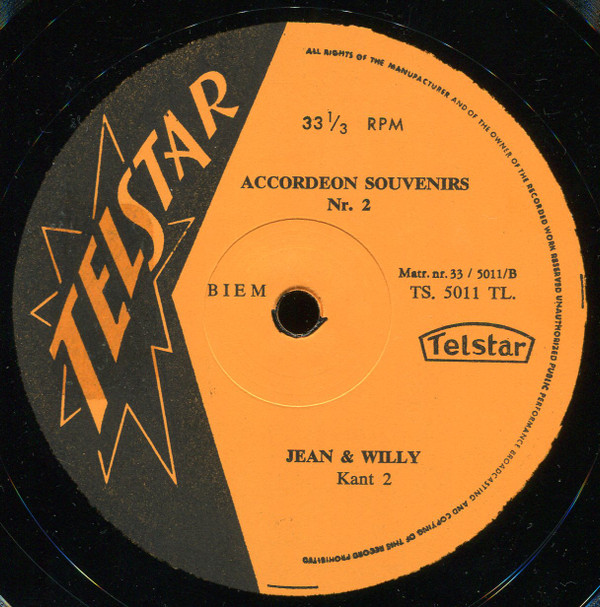 TELSTAR
ALL RIGHTS OF THE MANUFACTURER AND OF THE OWNER OF THE RECORDED WORK RESERVED UNAUTHORIZED PUBLIC PERFORMANCE BROADCASTING AND COPYING OF THIS RECORD PROHIBITED
33 1/3 RPM
ACCORDEON SOUVENIRS
Nr. 2
BIEM
Matr. nr. 33 / 5011/B
TS. 5011 TL.
Telstar
JEAN & WILLY
Kant 2